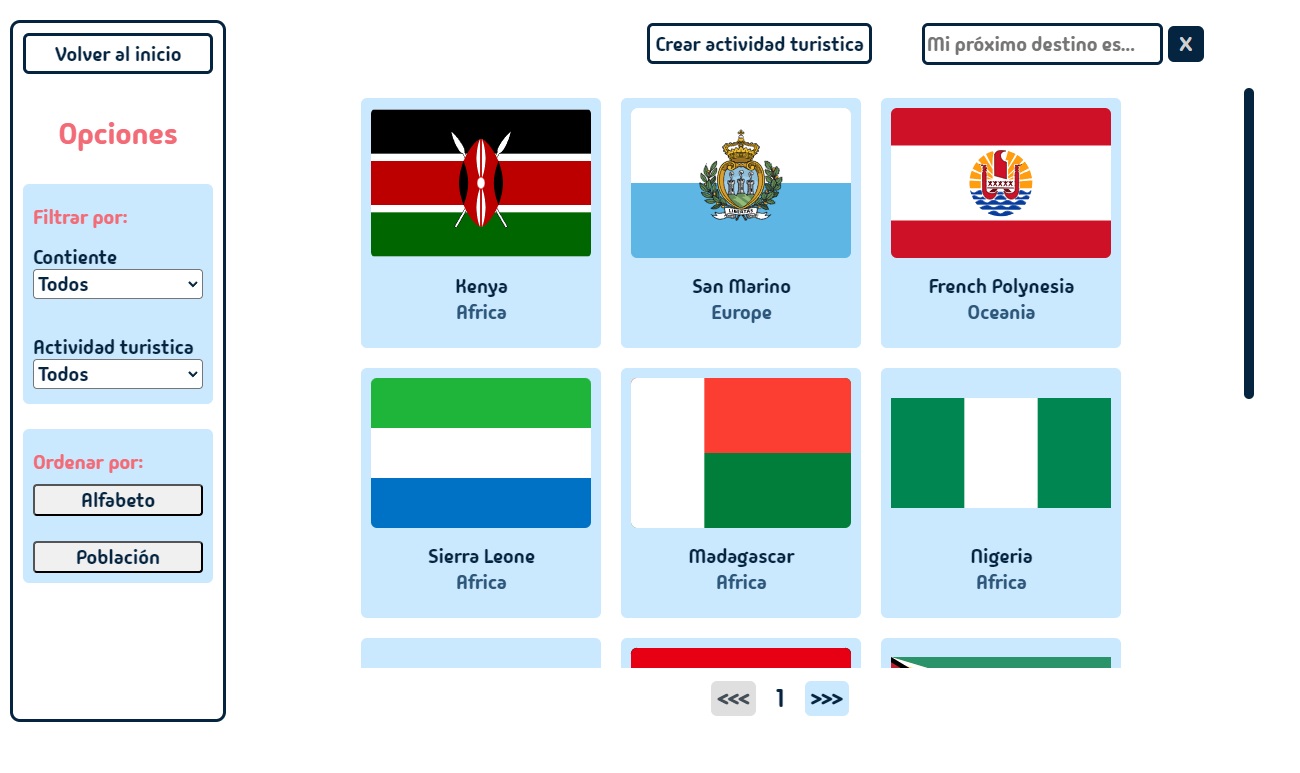 Volver al inicio
Opciones
Filtrar por:
Contiente
Todos
Actividad turistica
Todos
Ordenar por:
Alfabeto
Población
Crear actividad turistica
Mi próximo destino es...
X
LIBERTAS
Kenya
Africa
San Marino
Europe
French Polynesia
Oceania
Sierra Leone
Africa
Madagascar
Africa
Nigeria
Africa
<<<
1
>>>